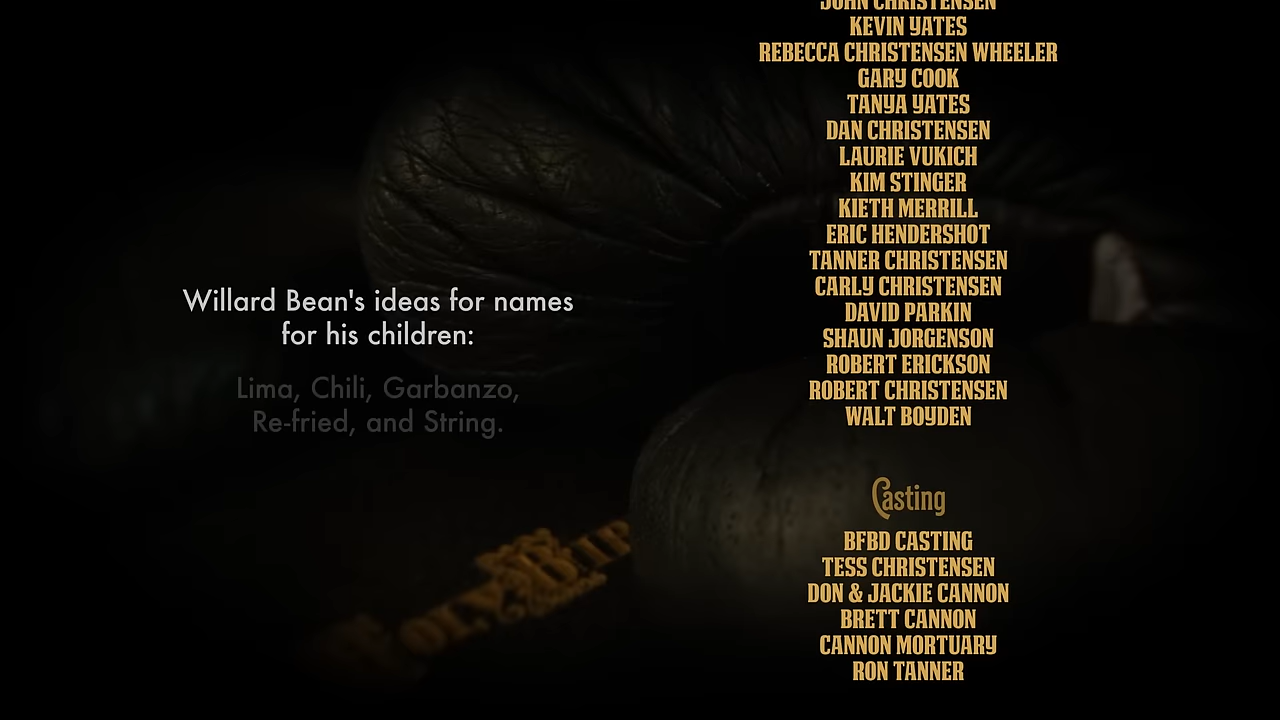 Willard Bean's ideas for names
for his children:
Lima, Chili, Garbanzo,
Re-fried, and String.
JOHN CHRISTENSEN
KEVIN YATES
REBECCA CHRISTENSEN WHEELER
GARY COOK
TANYA YATES
DAN CHRISTENSEN
LAURIE VUKICH
KIM STINGER
KIETH MERRILL
ERIC HENDERSHOT
TANNER CHRISTENSEN
CARLY CHRISTENSEN
DAVID PARKIN
SHAUN JORGENSON
ROBERT ERICKSON
ROBERT CHRISTENSEN
WALT BOYDEN
Casting
BFBD CASTING
TESS CHRISTENSEN
DON & JACKIE CANNON
BRETT CANNON
CANNON MORTUARY
RON TANNER